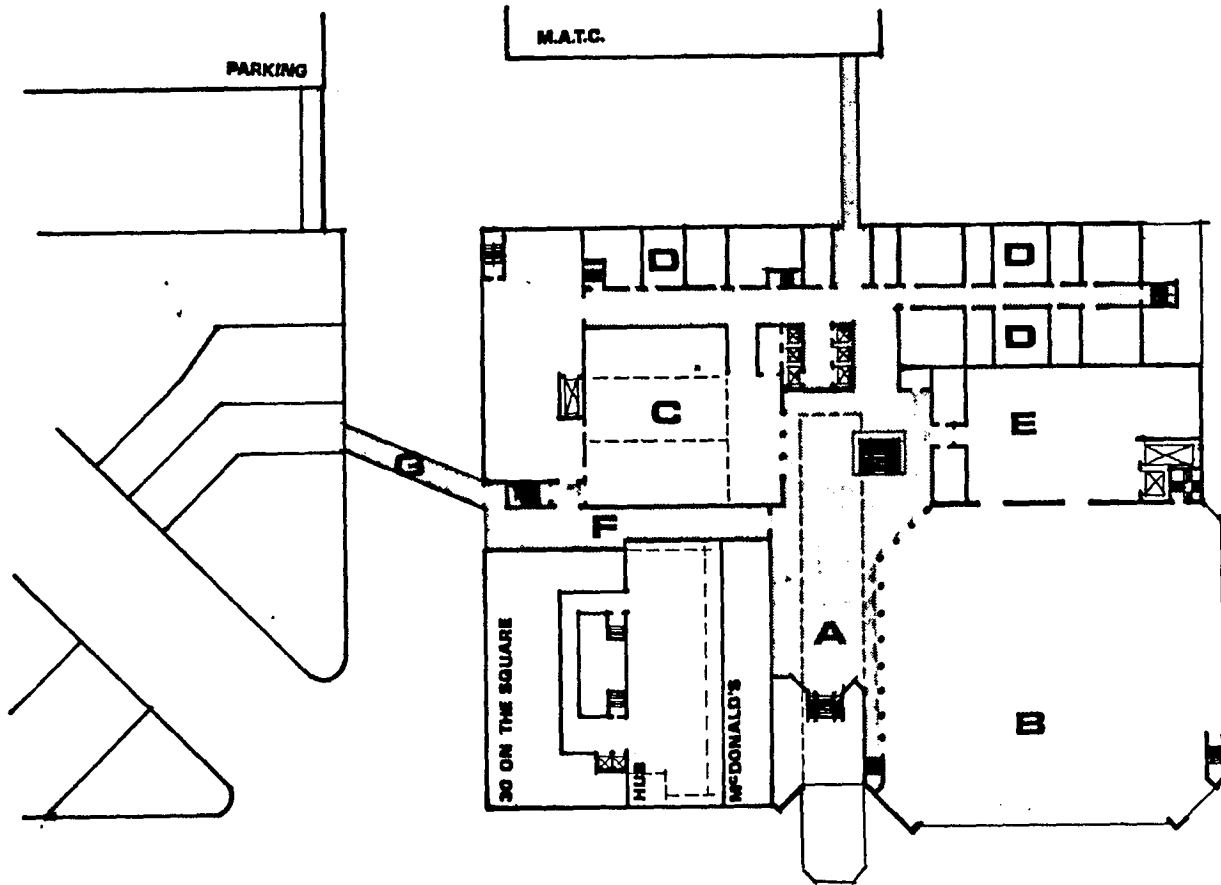 M.A.T.C.
PARKING
D
D
D
C
E
G
F
A
B
30 ON THE SQUARE
HUB
McDONALD'S